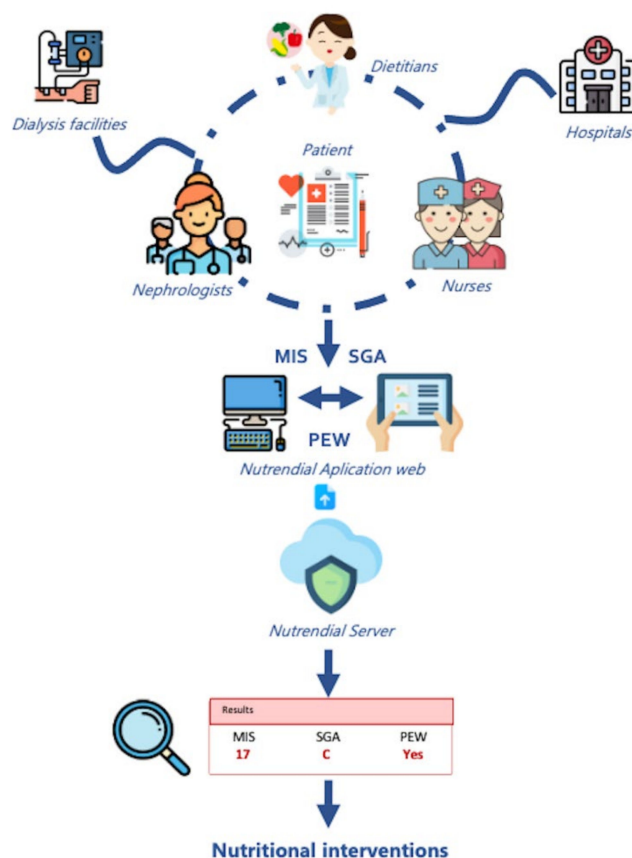 Dietitians
Dialysis facilities
Hospitals
Patient
Nephrologists
Nurses
MIS SGA
PEW
Nutrendial Aplication web
Nutrendial Server
Results
MIS SGA PEW
17 C Yes
Nutritional interventions